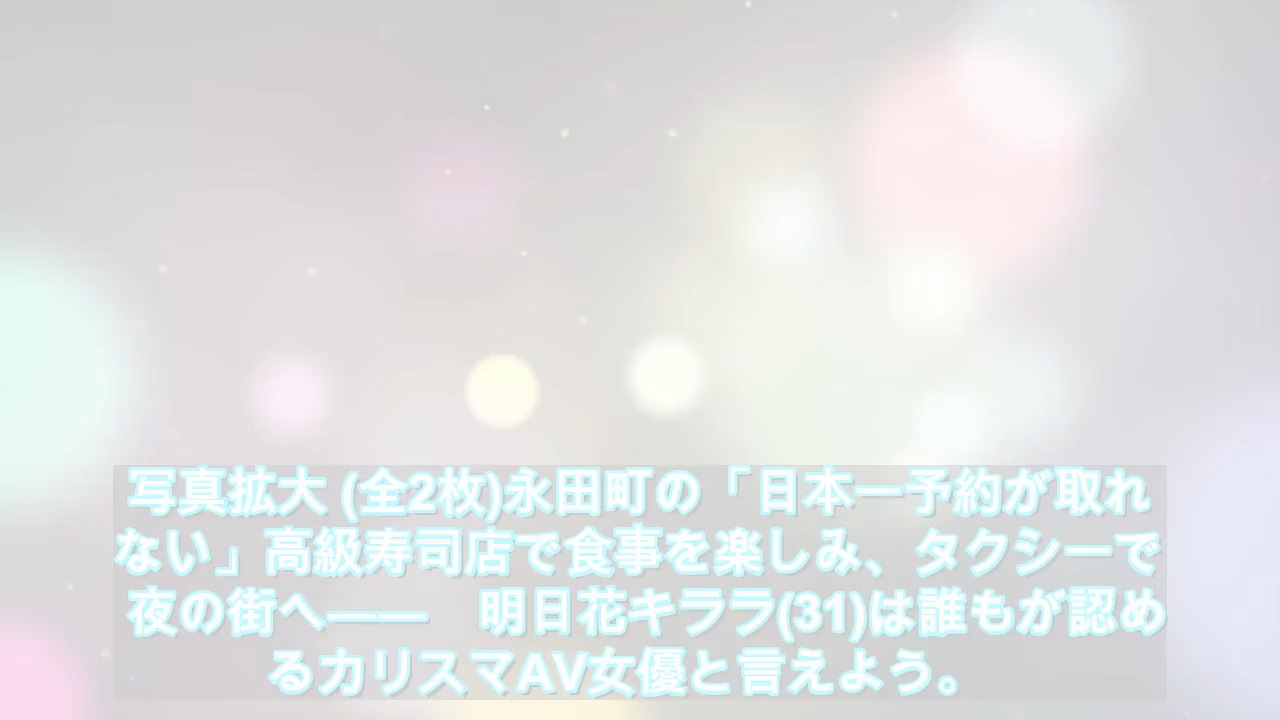 写真拡大 (全2枚)永田町の「日本一予約が取れ
ない」高級寿司店で食事を楽しみ、タクシーで
夜の街へ――　明日花キララ(31)は誰もが認め
るカリスマAV女優と言えよう。